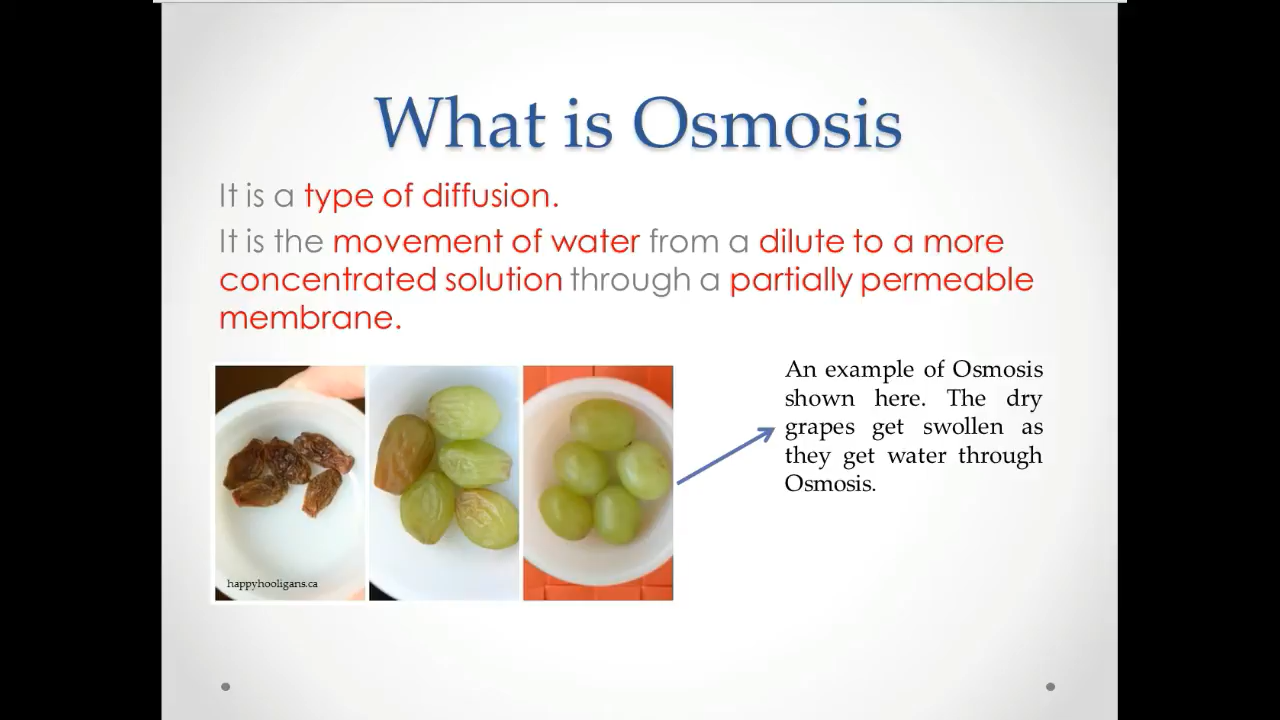 What is Osmosis
It is a type of diffusion.
It is the movement of water from a dilute to a more
concentrated solution through a partially permeable
membrane.
An example of Osmosis
shown here. The dry
grapes get swollen as
they get water through
Osmosis.
happyhooligans.ca